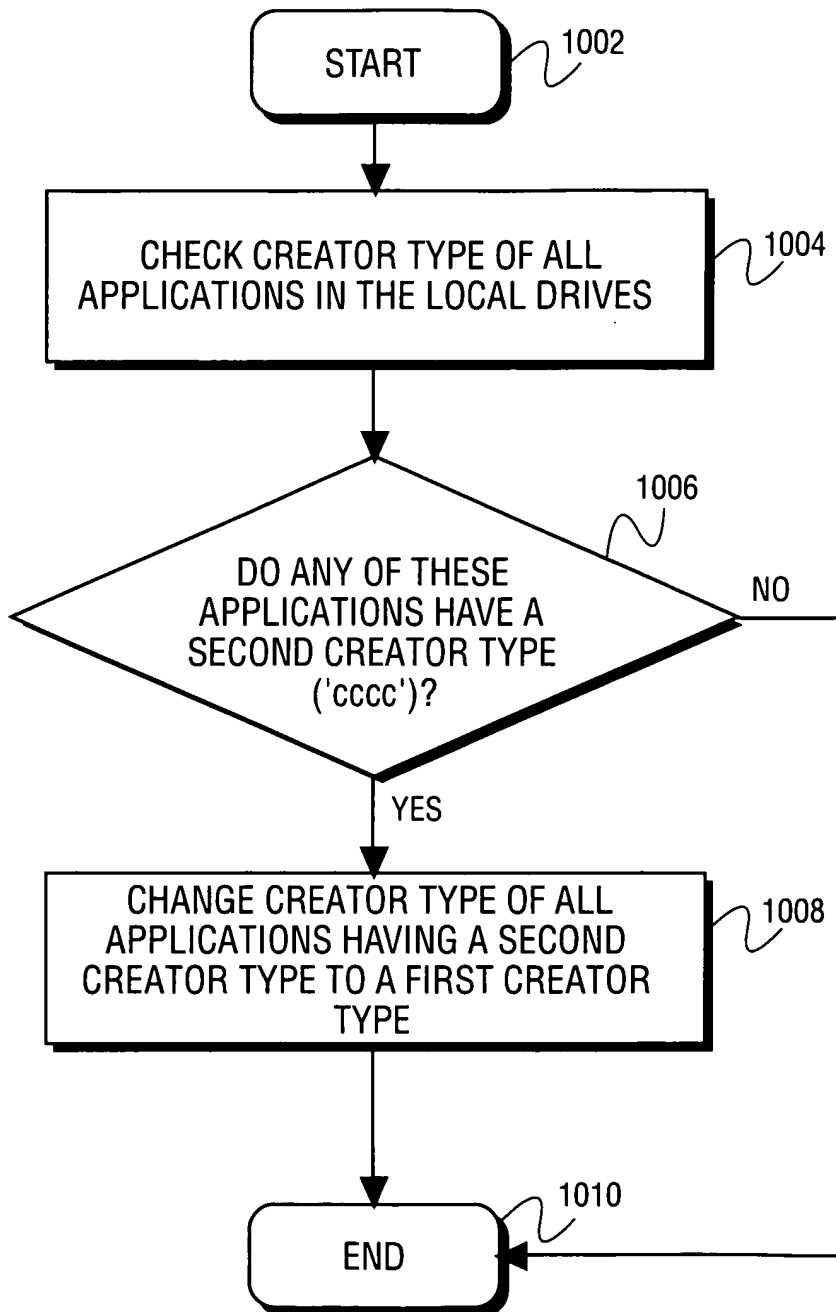 START
1002
CHECK CREATOR TYPE OF ALL
APPLICATIONS IN THE LOCAL DRIVES
1004
DO ANY OF THESE
APPLICATIONS HAVE A
SECOND CREATOR TYPE
('cccc')?
1006
NO
YES
CHANGE CREATOR TYPE OF ALL
APPLICATIONS HAVING A SECOND
CREATOR TYPE TO A FIRST CREATOR
TYPE
1008
END
1010